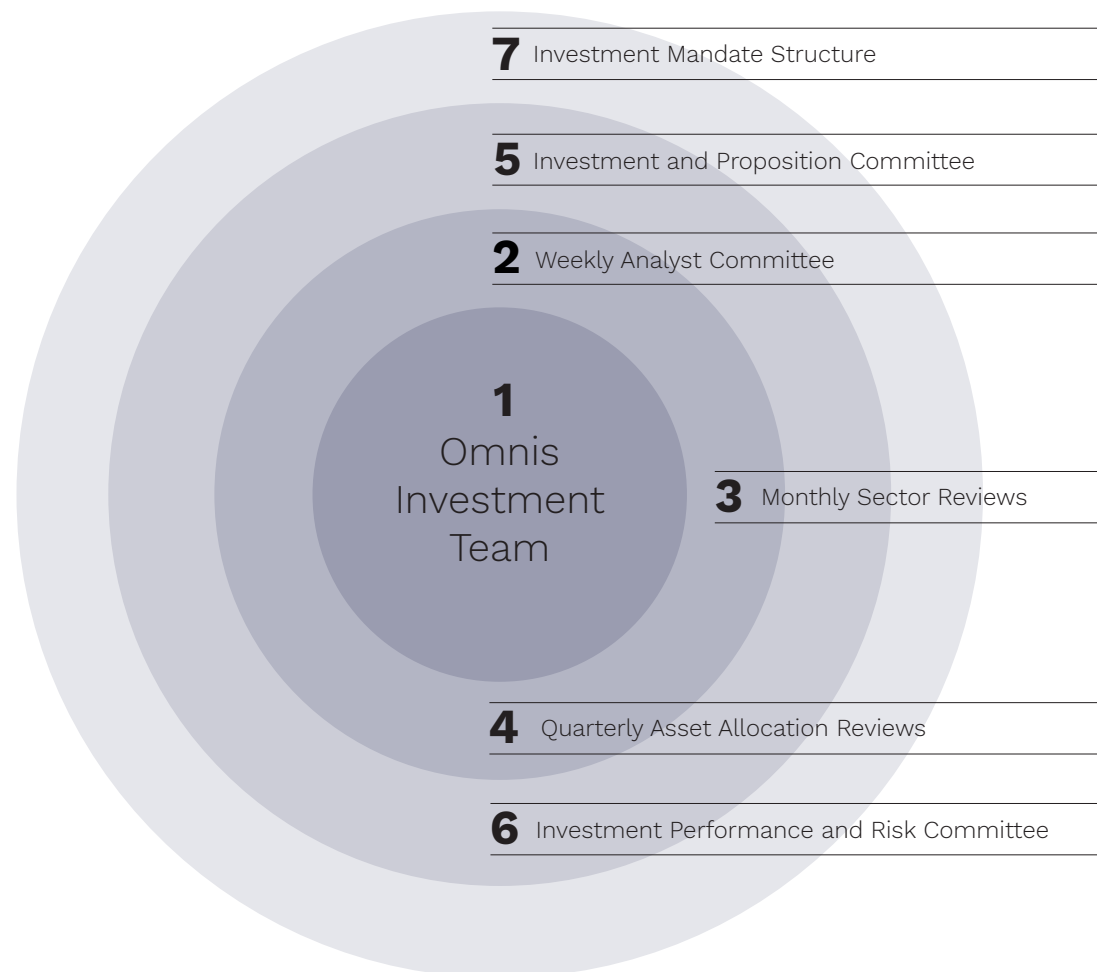 7 Investment Mandate Structure
5 Investment and Proposition Committee
2 Weekly Analyst Committee
1
Omnis
Investment
Team
3 Monthly Sector Reviews
4 Quarterly Asset Allocation Reviews
6 Investment Performance and Risk Committee